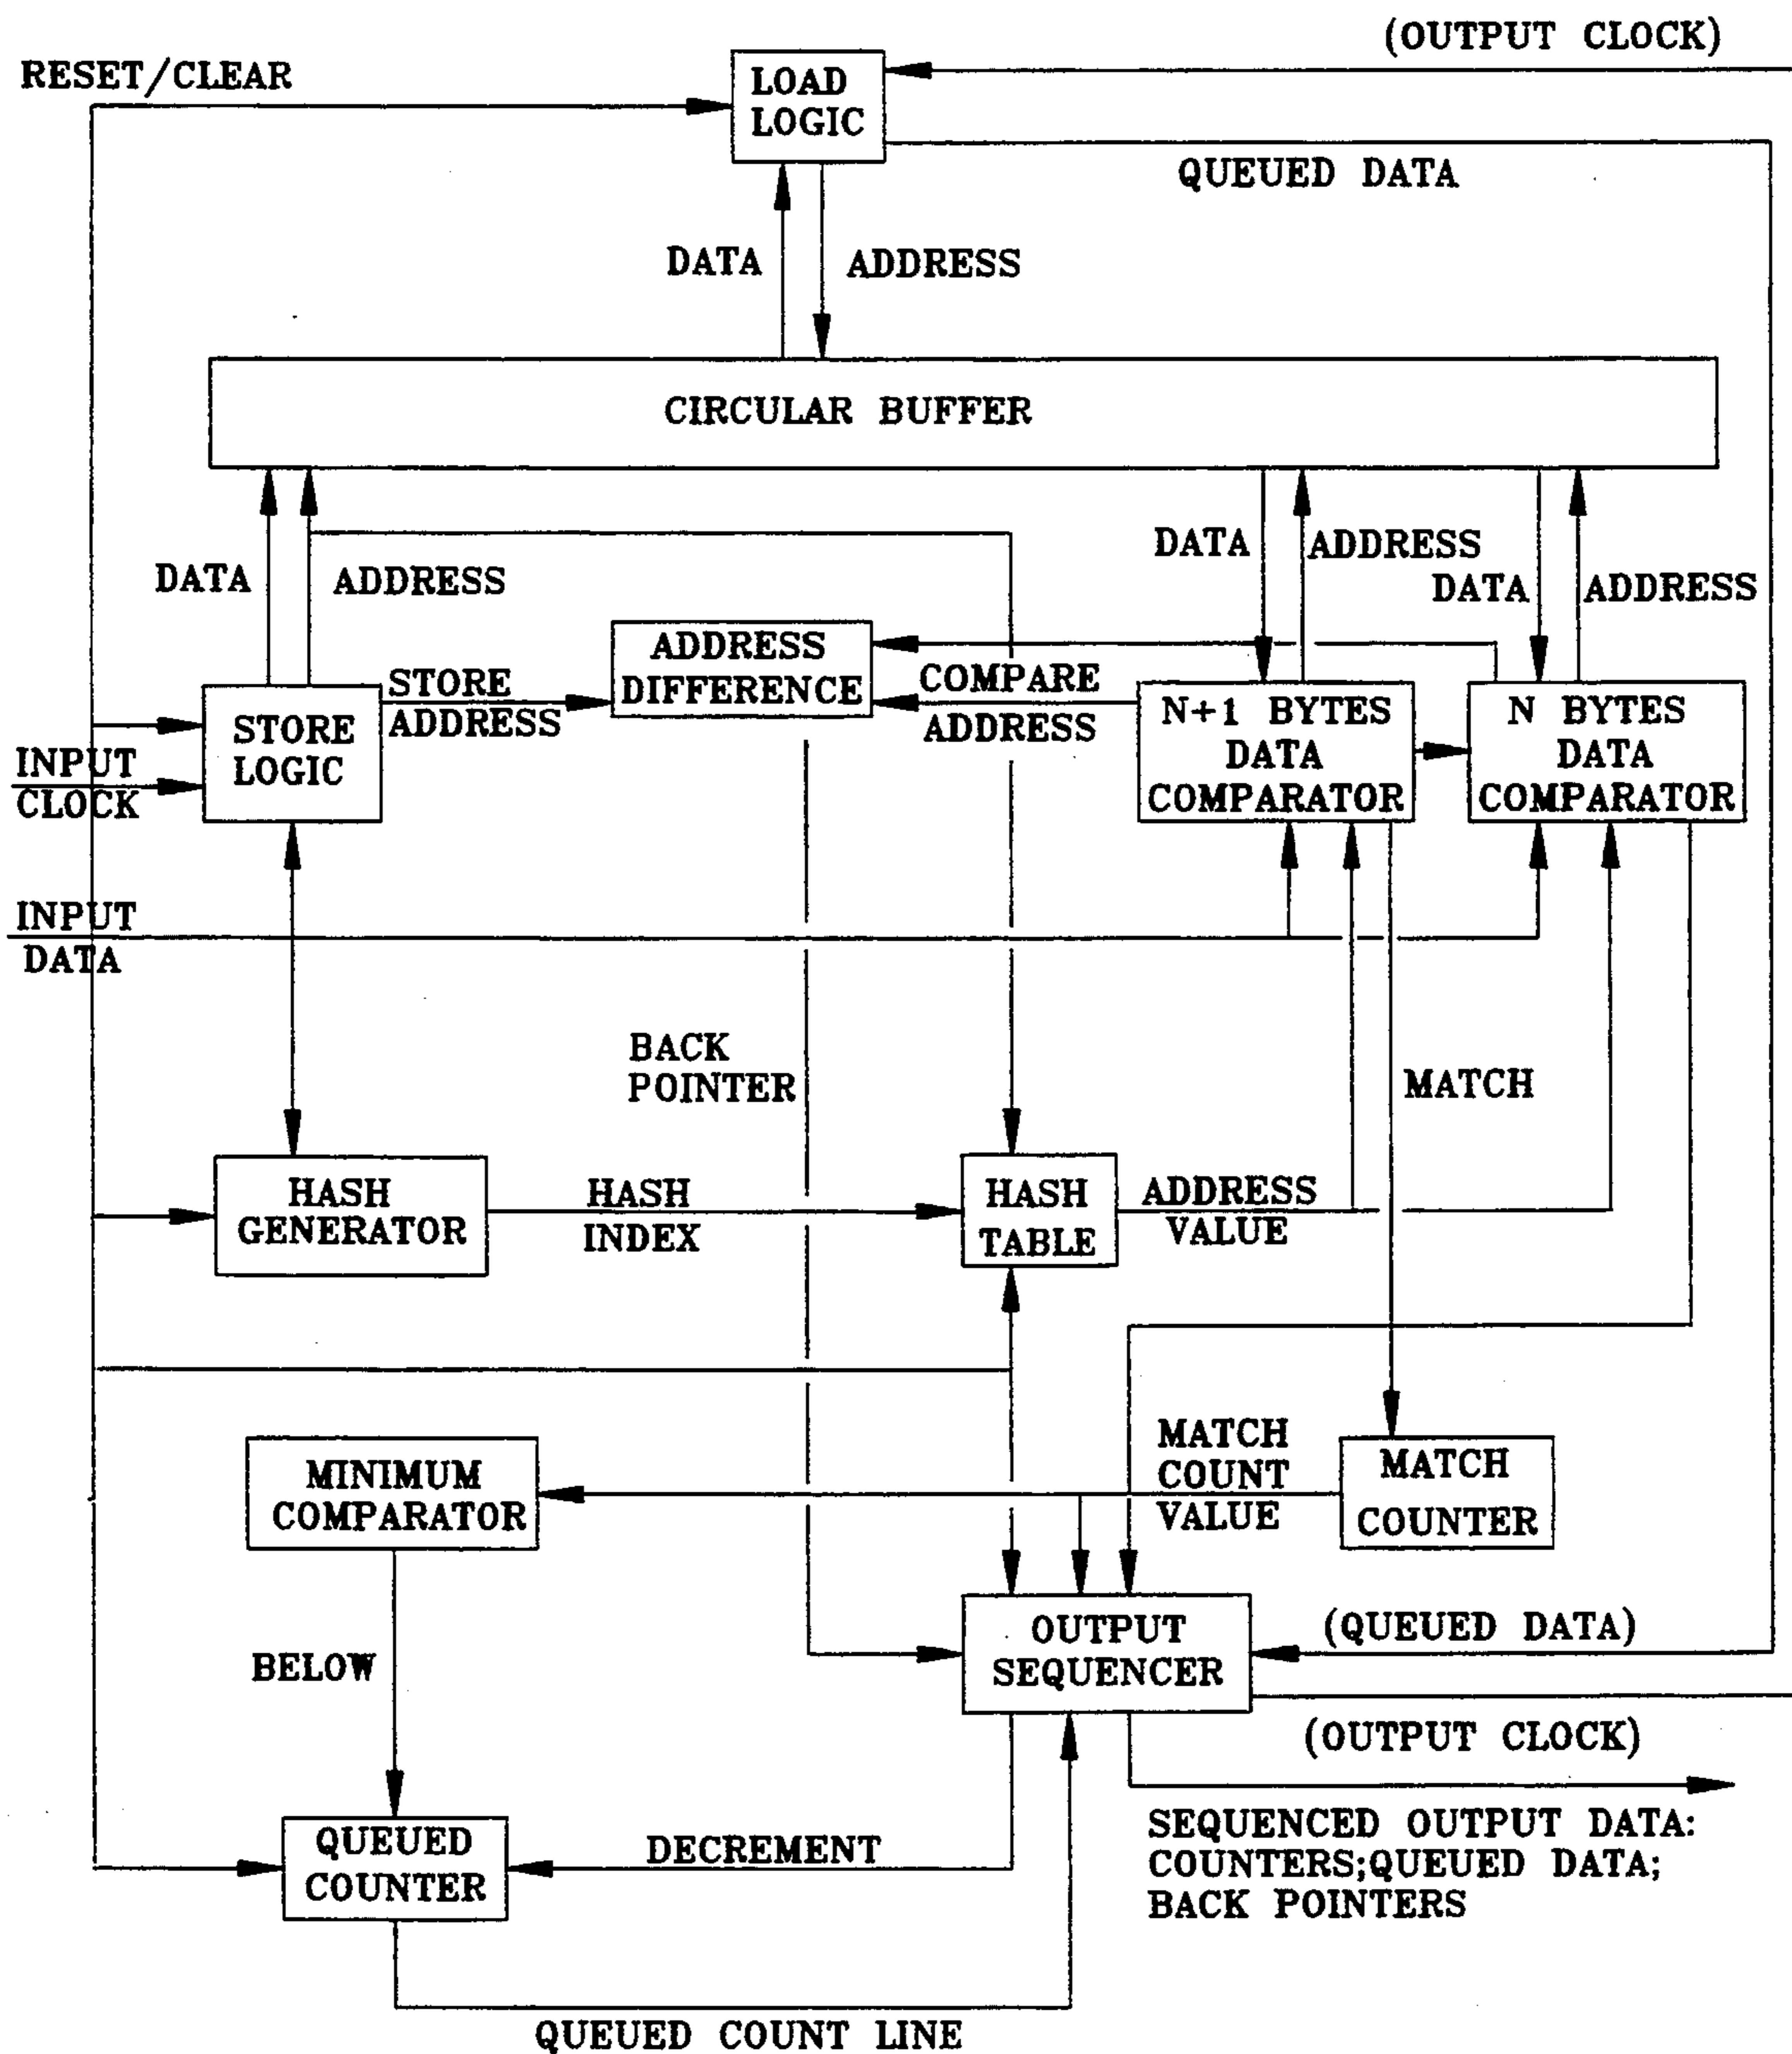 (OUTPUT CLOCK)
RESET/CLEAR
LOAD
LOGIC
QUEUED DATA
DATA
ADDRESS
CIRCULAR BUFFER
DATA
ADDRESS
DATA
ADDRESS
DATA
ADDRESS
ADDRESS
DIFFERENCE
STORE
ADDRESS
COMPARE
ADDRESS
STORE
LOGIC
N+1 BYTES
DATA
COMPARATOR
N BYTES
DATA
COMPARATOR
INPUT
CLOCK
INPUT
DATA
BACK
POINTER
MATCH
HASH
GENERATOR
HASH
INDEX
HASH
TABLE
ADDRESS
VALUE
MINIMUM
COMPARATOR
MATCH
COUNT
VALUE
MATCH
COUNTER
BELOW
OUTPUT
SEQUENCER
(QUEUED DATA)
(OUTPUT CLOCK)
QUEUED
COUNTER
DECREMENT
SEQUENCED OUTPUT DATA:
COUNTERS;QUEUED DATA;
BACK POINTERS
QUEUED COUNT LINE